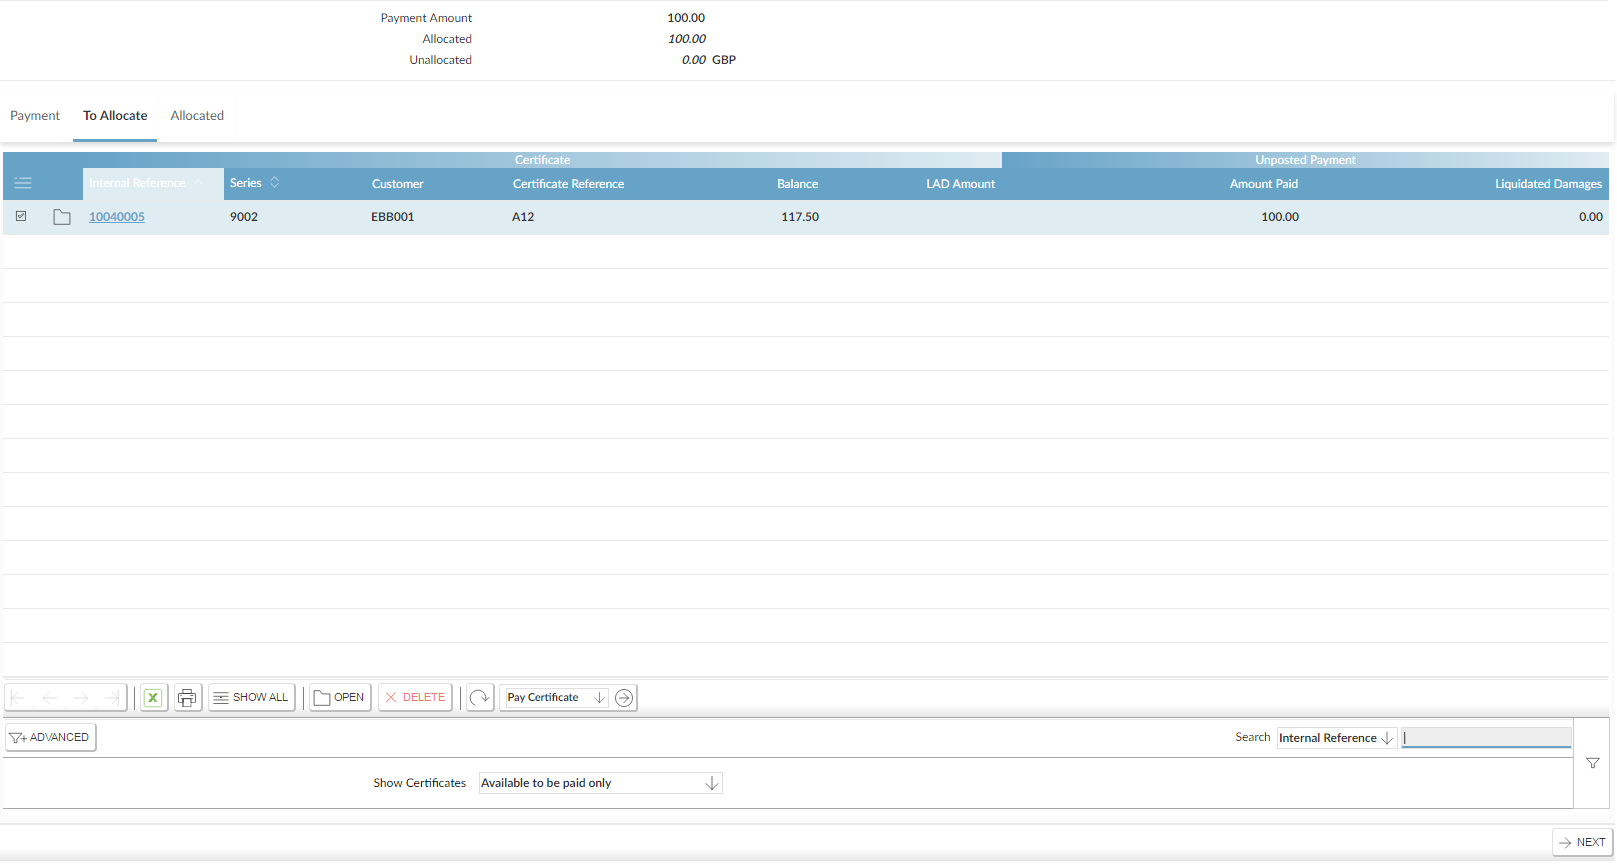 Payment Amount 100.00
Allocated 100.00
Unallocated 0.00 GBP
Payment To Allocate Allocated
Certificate Unposted Payment
Internal Reference Series Customer Certificate Reference Balance LAD Amount Amount Paid Liquidated Damages
10040005 9002 EBB001 A12 117.50 100.00 0.00
SHOW ALL OPEN DELETE Pay Certificate
ADVANCED Search Internal Reference
Show Certificates Available to be paid only
NEXT